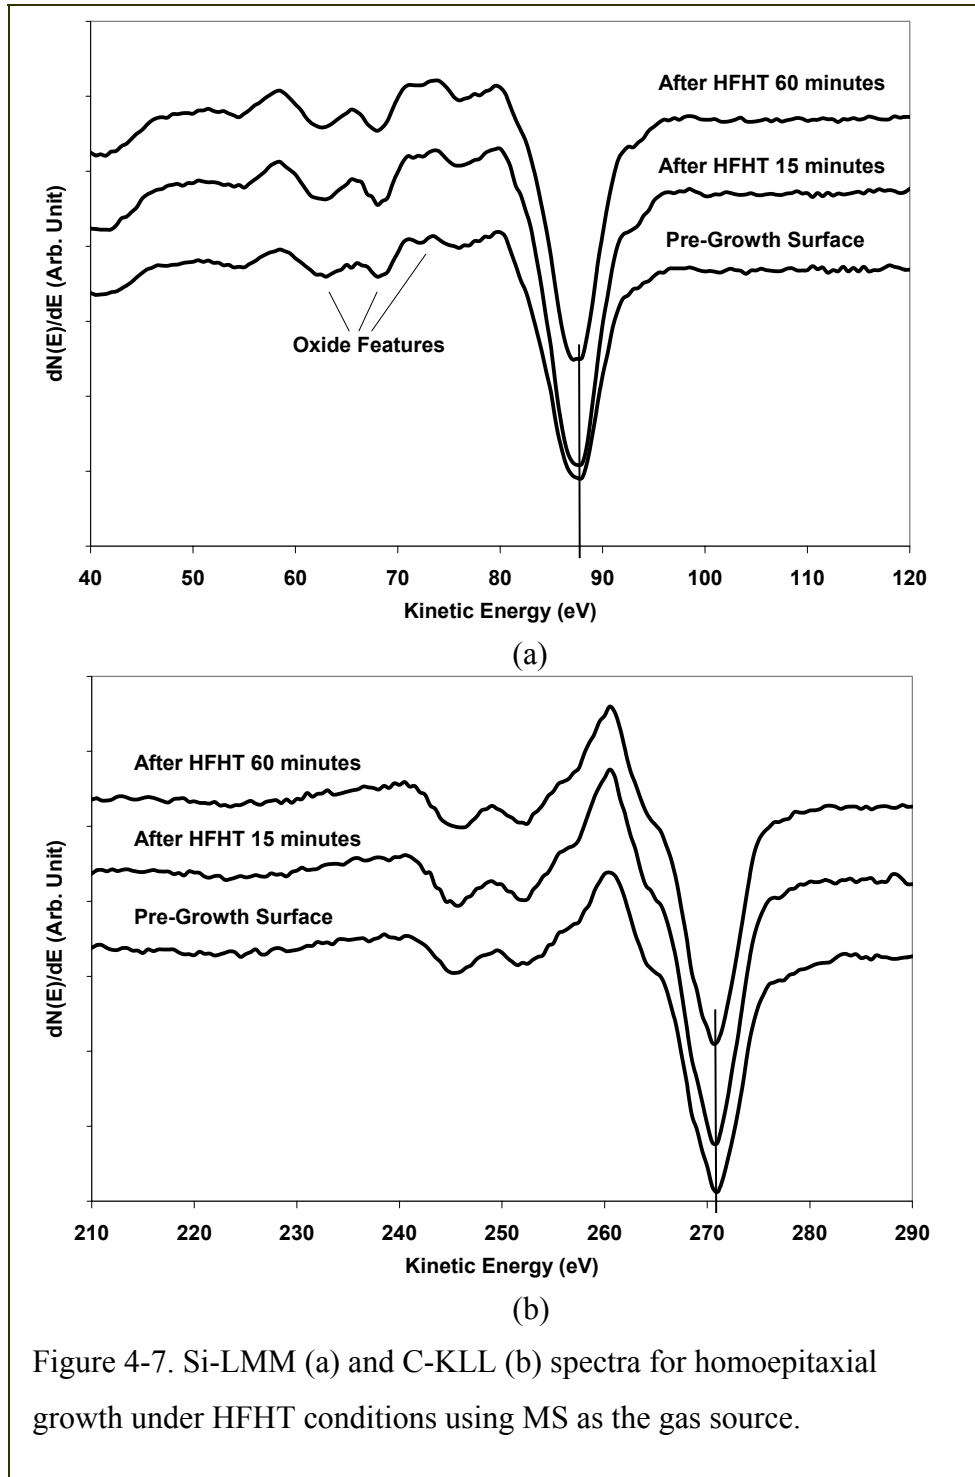 After HFHT 60 minutes
After HFHT 15 minutes
Pre-Growth Surface
Oxide Features
dN(E)/dE (Arb. Unit)
40 50 60 70 80 90 100 110 120
Kinetic Energy (eV)
(a)
After HFHT 60 minutes
After HFHT 15 minutes
Pre-Growth Surface
dN(E)/dE (Arb. Unit)
210 220 230 240 250 260 270 280 290
Kinetic Energy (eV)
(b)
Figure 4-7. Si-LMM (a) and C-KLL (b) spectra for homoepitaxial
growth under HFHT conditions using MS as the gas source.